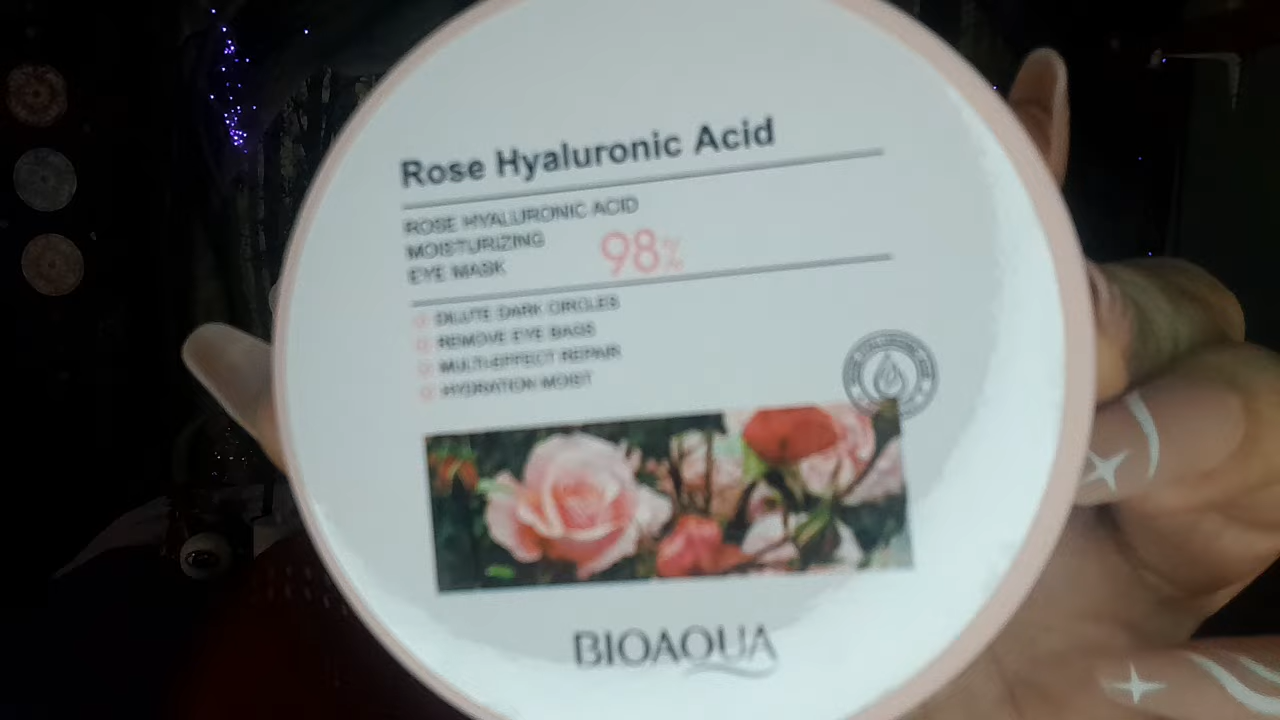 Rose Hyaluronic Acid
ROSE HYALURONIC ACID
MOISTURIZING
EYE MASK
98%
DILUTE DARK CIRCLES
REMOVE EYE BAGS
MULTI-EFFECT REPAIR
HYDRATION MOIST
BIOAQUA